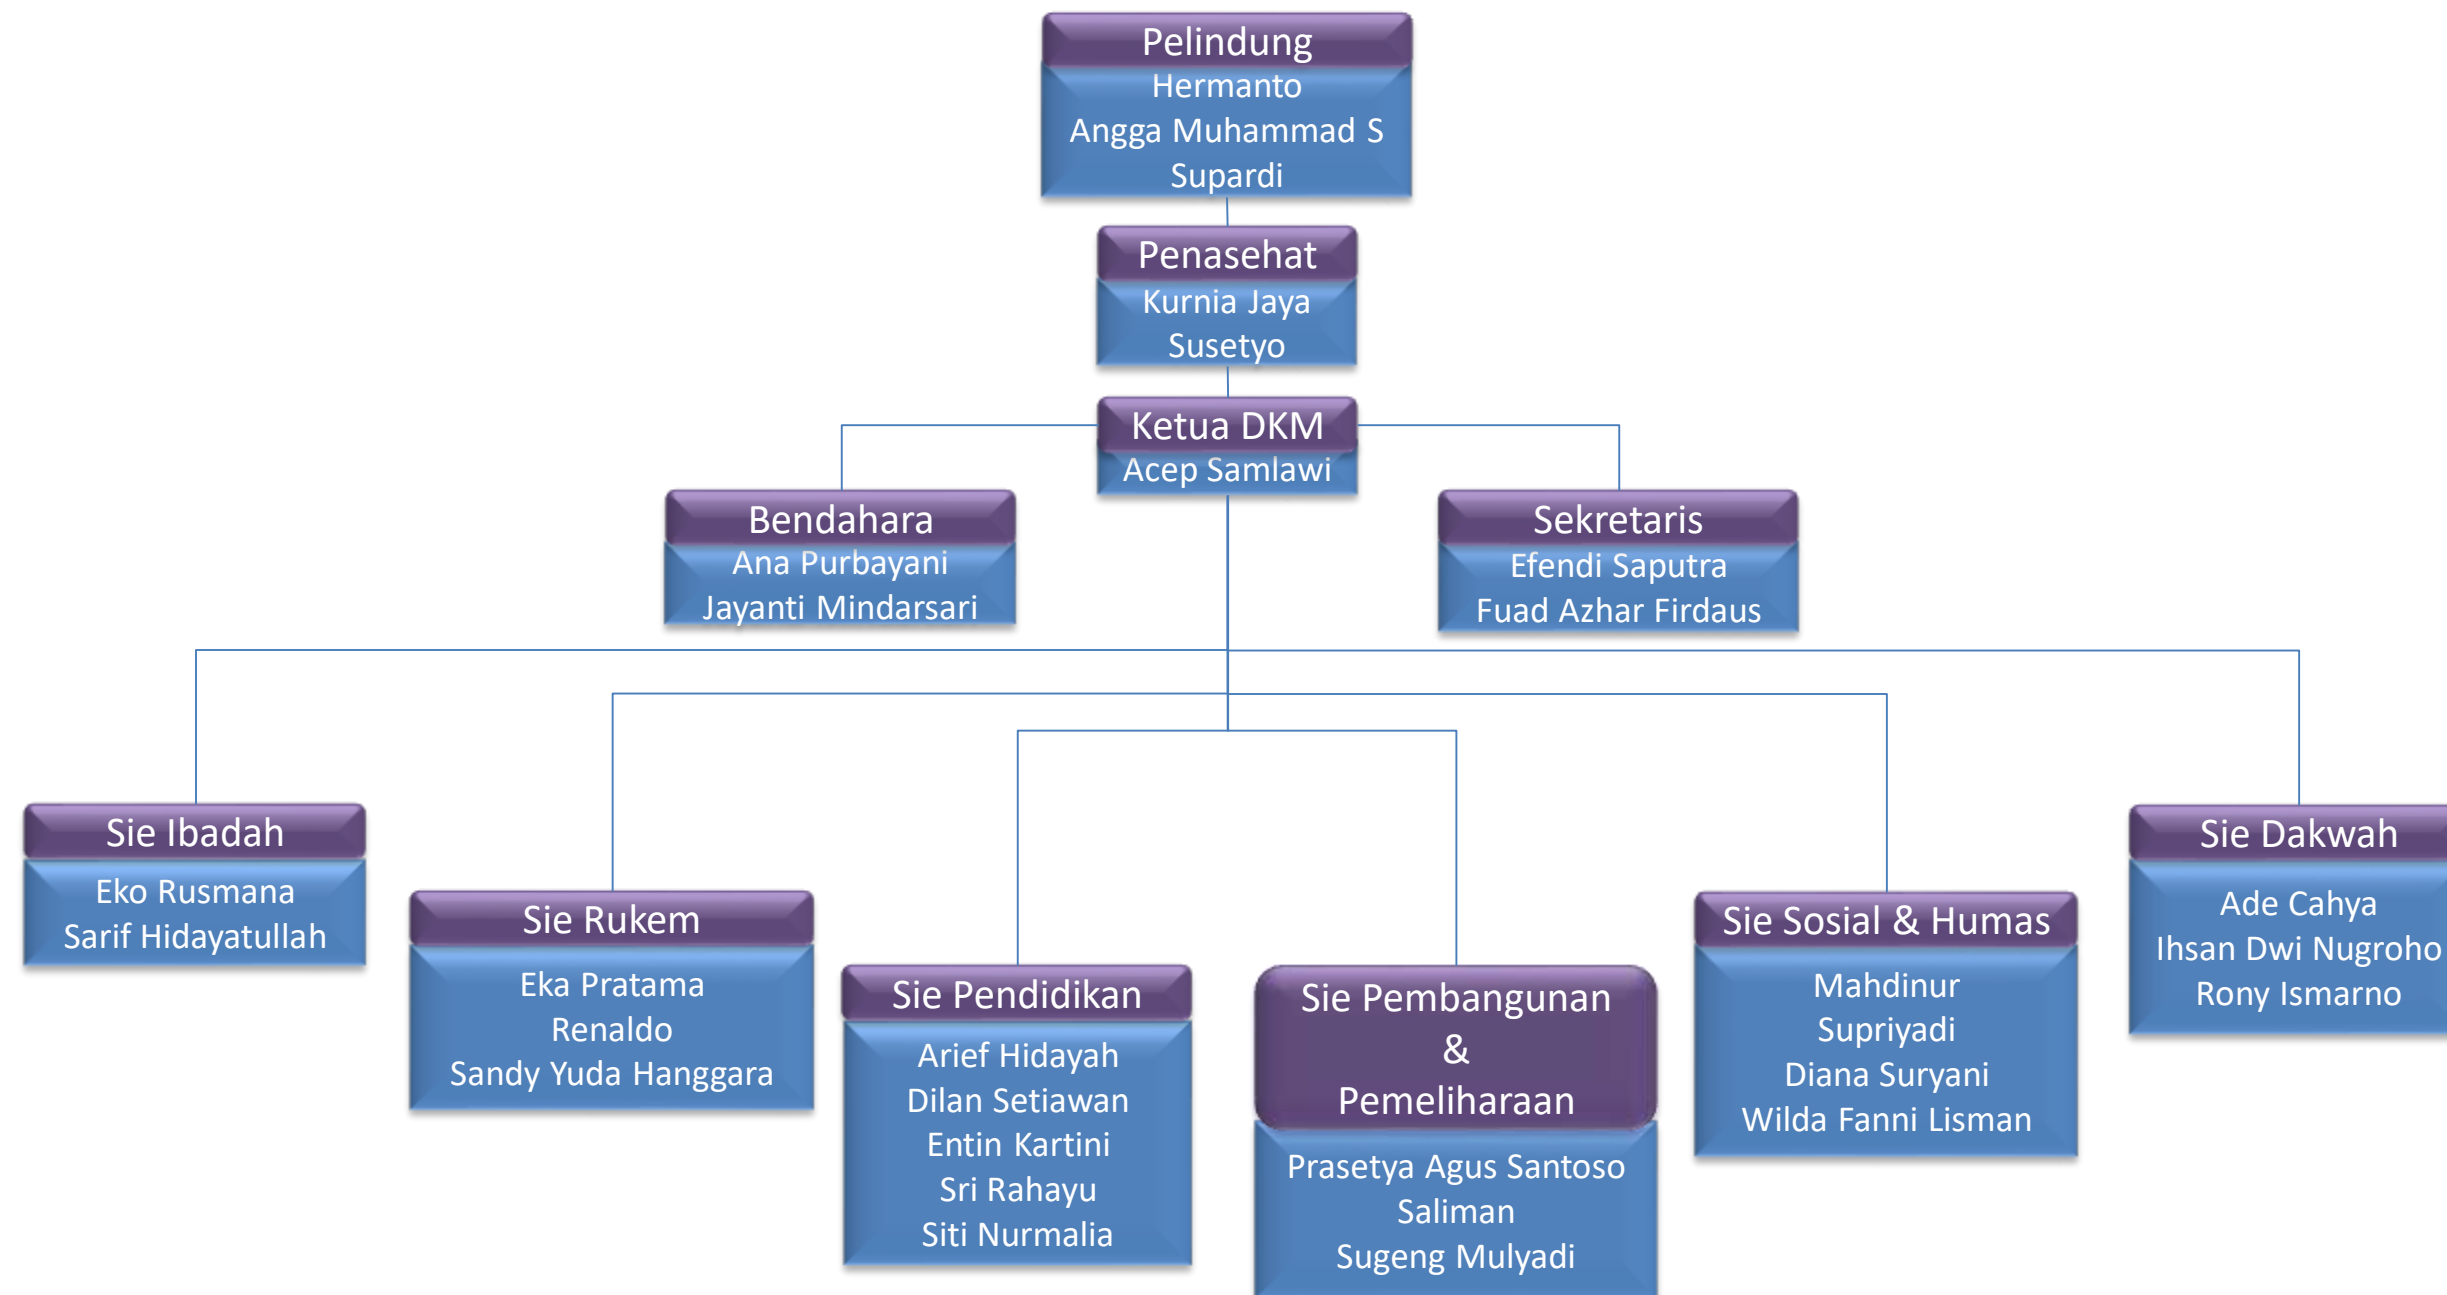 Pelindung
Hermanto
Angga Muhammad S
Supardi
Penasehat
Kurnia Jaya
Susetyo
Ketua DKM
Acep Samlawi
Bendahara
Ana Purbayani
Jayanti Mindarsari
Sekretaris
Efendi Saputra
Fuad Azhar Firdaus
Sie Ibadah
Eko Rusmana
Sarif Hidayatullah
Sie Rukem
Eka Pratama
Renaldo
Sandy Yuda Hanggara
Sie Pendidikan
Arief Hidayah
Dilan Setiawan
Entin Kartini
Sri Rahayu
Siti Nurmalia
Sie Pembangunan
&
Pemeliharaan
Prasetya Agus Santoso
Saliman
Sugeng Mulyadi
Sie Sosial & Humas
Mahdinur
Supriyadi
Diana Suryani
Wilda Fanni Lisman
Sie Dakwah
Ade Cahya
Ihsan Dwi Nugroho
Rony Ismarno